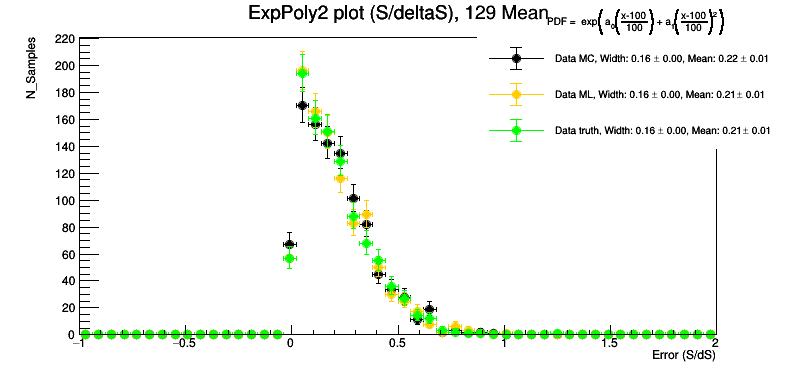 ExpPoly2 plot (S/deltaS), 129 Mean
PDF = exp(a₀(x-100/100) + a₁(x-100/100)²)
N_Samples
220
200
180
160
140
120
100
80
60
40
20
0
Data MC, Width: 0.16 ± 0.00, Mean: 0.22 ± 0.01
Data ML, Width: 0.16 ± 0.00, Mean: 0.21 ± 0.01
Data truth, Width: 0.16 ± 0.00, Mean: 0.21 ± 0.01
−1 −0.5 0 0.5 1 1.5 2
Error (S/dS)